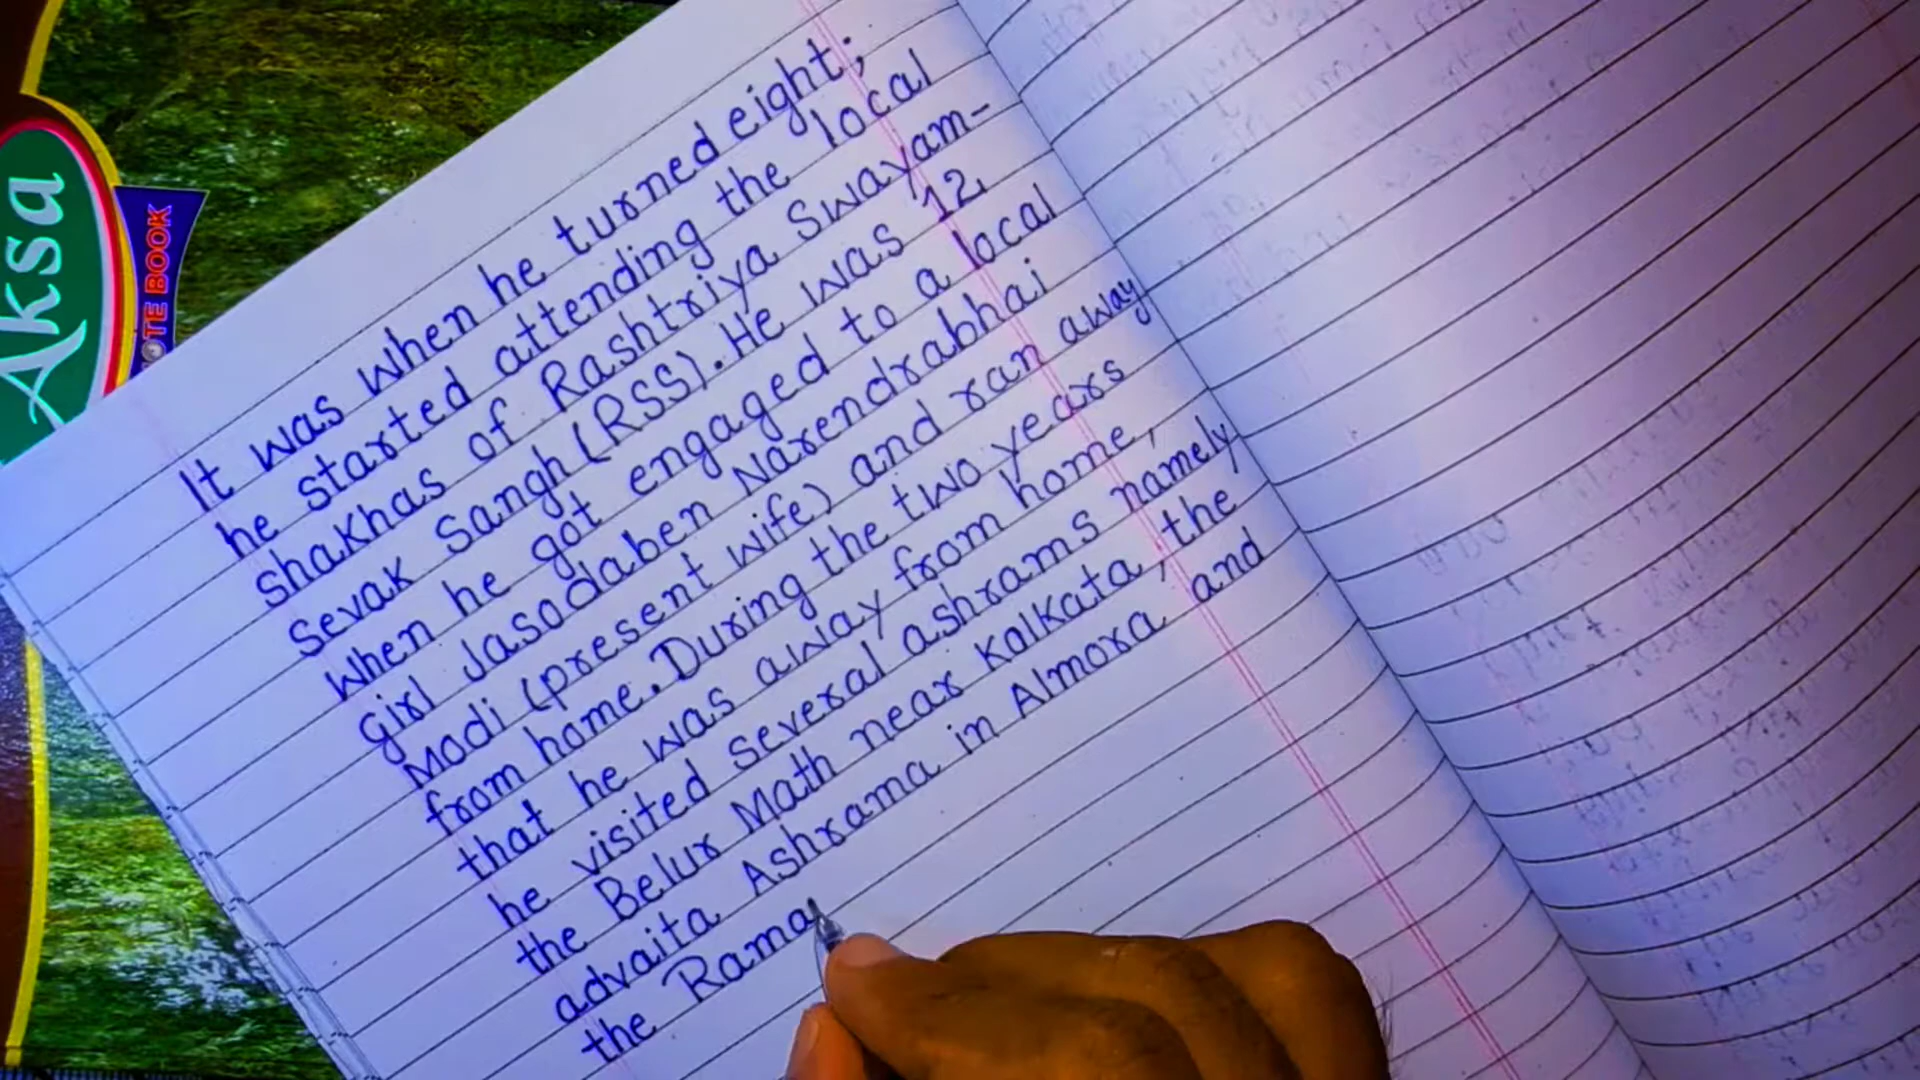 Aksa
NOTE BOOK
It was when he turned eight;
he started attending the local
shakhas of Rashtriya Swayam-
sevak Sangh (RSS). He was 12,
when he got engaged to a local
girl Jasodaben Narendrabhai
Modi (present wife) and ran away
from home. During the two years
that he was away from home,
he visited several ashrams namely
the Belur Math near Kolkata, the
advaita Ashrama in Almora and
the Rama